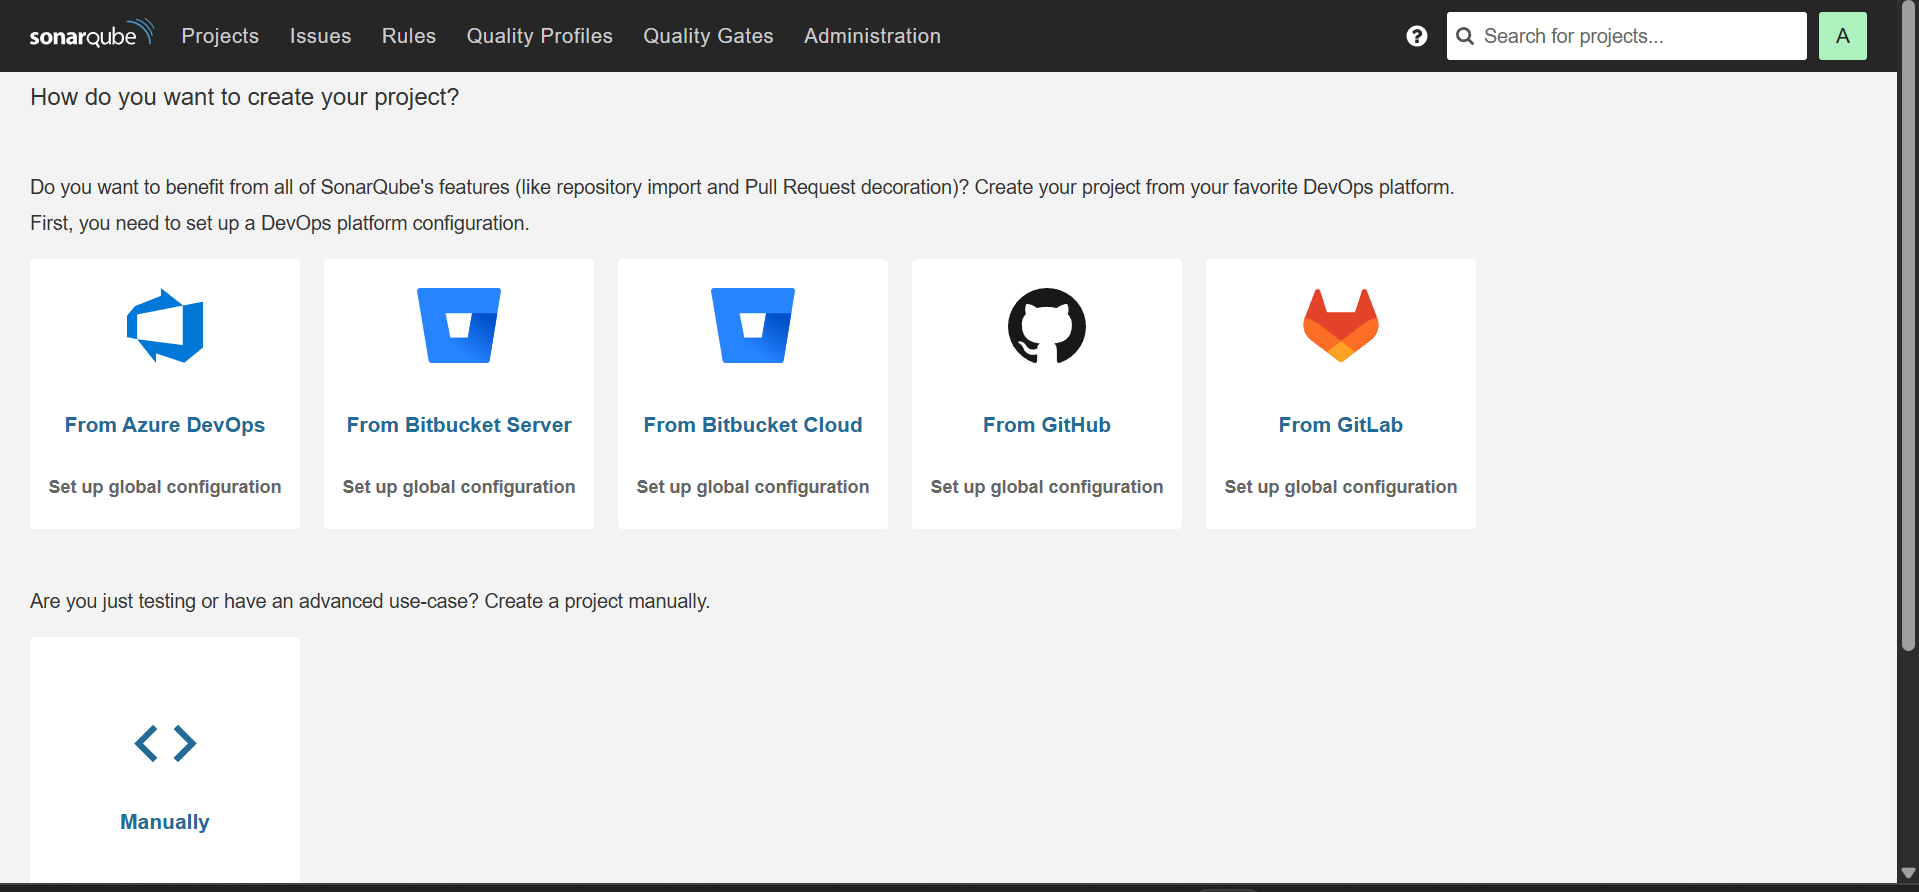 sonarqube Projects Issues Rules Quality Profiles Quality Gates Administration ? Search for projects... A
How do you want to create your project?
Do you want to benefit from all of SonarQube's features (like repository import and Pull Request decoration)? Create your project from your favorite DevOps platform.
First, you need to set up a DevOps platform configuration.
From Azure DevOps From Bitbucket Server From Bitbucket Cloud From GitHub From GitLab
Set up global configuration Set up global configuration Set up global configuration Set up global configuration Set up global configuration
Are you just testing or have an advanced use-case? Create a project manually.
Manually